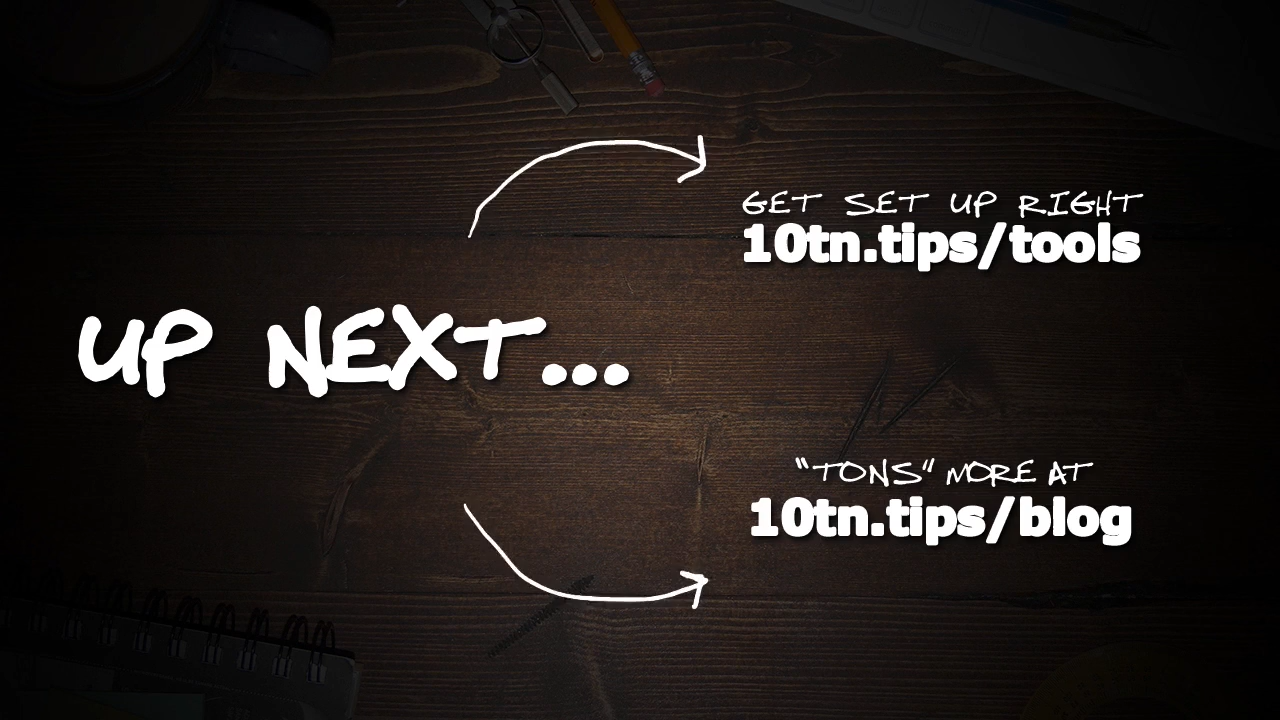 GET SET UP RIGHT
10tn.tips/tools
UP NEXT...
"TONS" MORE AT
10tn.tips/blog